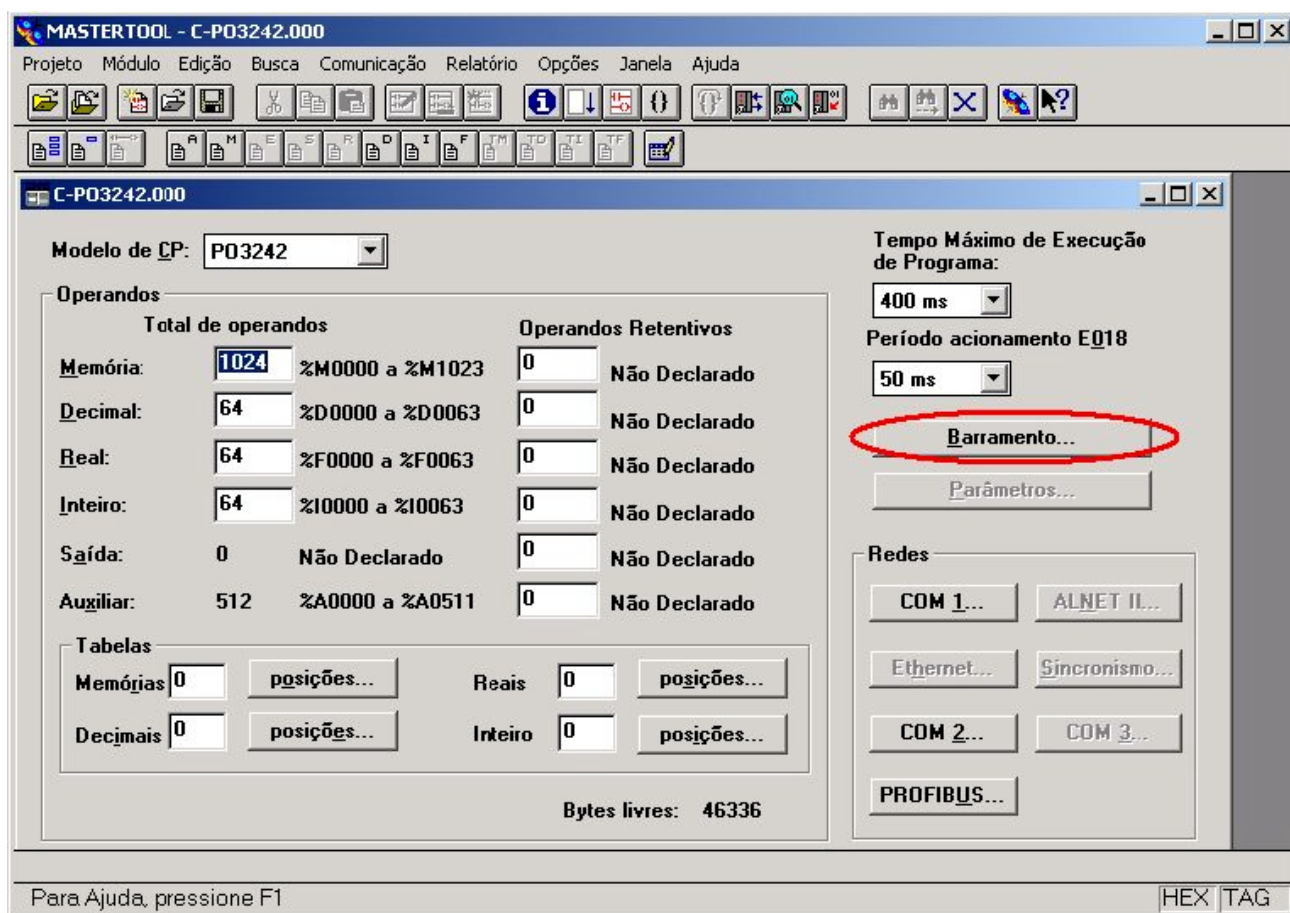 MASTERTOOL - C-PO3242.000
Projeto Módulo Edição Busca Comunicação Relatório Opções Janela Ajuda
A M E S R D I F TM TD TI TF
C-PO3242.000
Modelo de CP: PO3242
Tempo Máximo de Execução
de Programa:
400 ms
Período acionamento E018
50 ms
Barramento...
Parâmetros...
Operandos
Total de operandos Operandos Retentivos
Memória: 1024 %M0000 a %M1023 0 Não Declarado
Decimal: 64 %D0000 a %D0063 0 Não Declarado
Real: 64 %F0000 a %F0063 0 Não Declarado
Inteiro: 64 %I0000 a %I0063 0 Não Declarado
Saída: 0 Não Declarado 0 Não Declarado
Auxiliar: 512 %A0000 a %A0511 0 Não Declarado
Tabelas
Memórias 0 posições... Reais 0 posições...
Decimais 0 posições... Inteiro 0 posições...
Bytes livres: 46336
Redes
COM 1... ALNET II...
Ethernet... Sincronismo...
COM 2... COM 3...
PROFIBUS...
Para Ajuda, pressione F1 HEX TAG